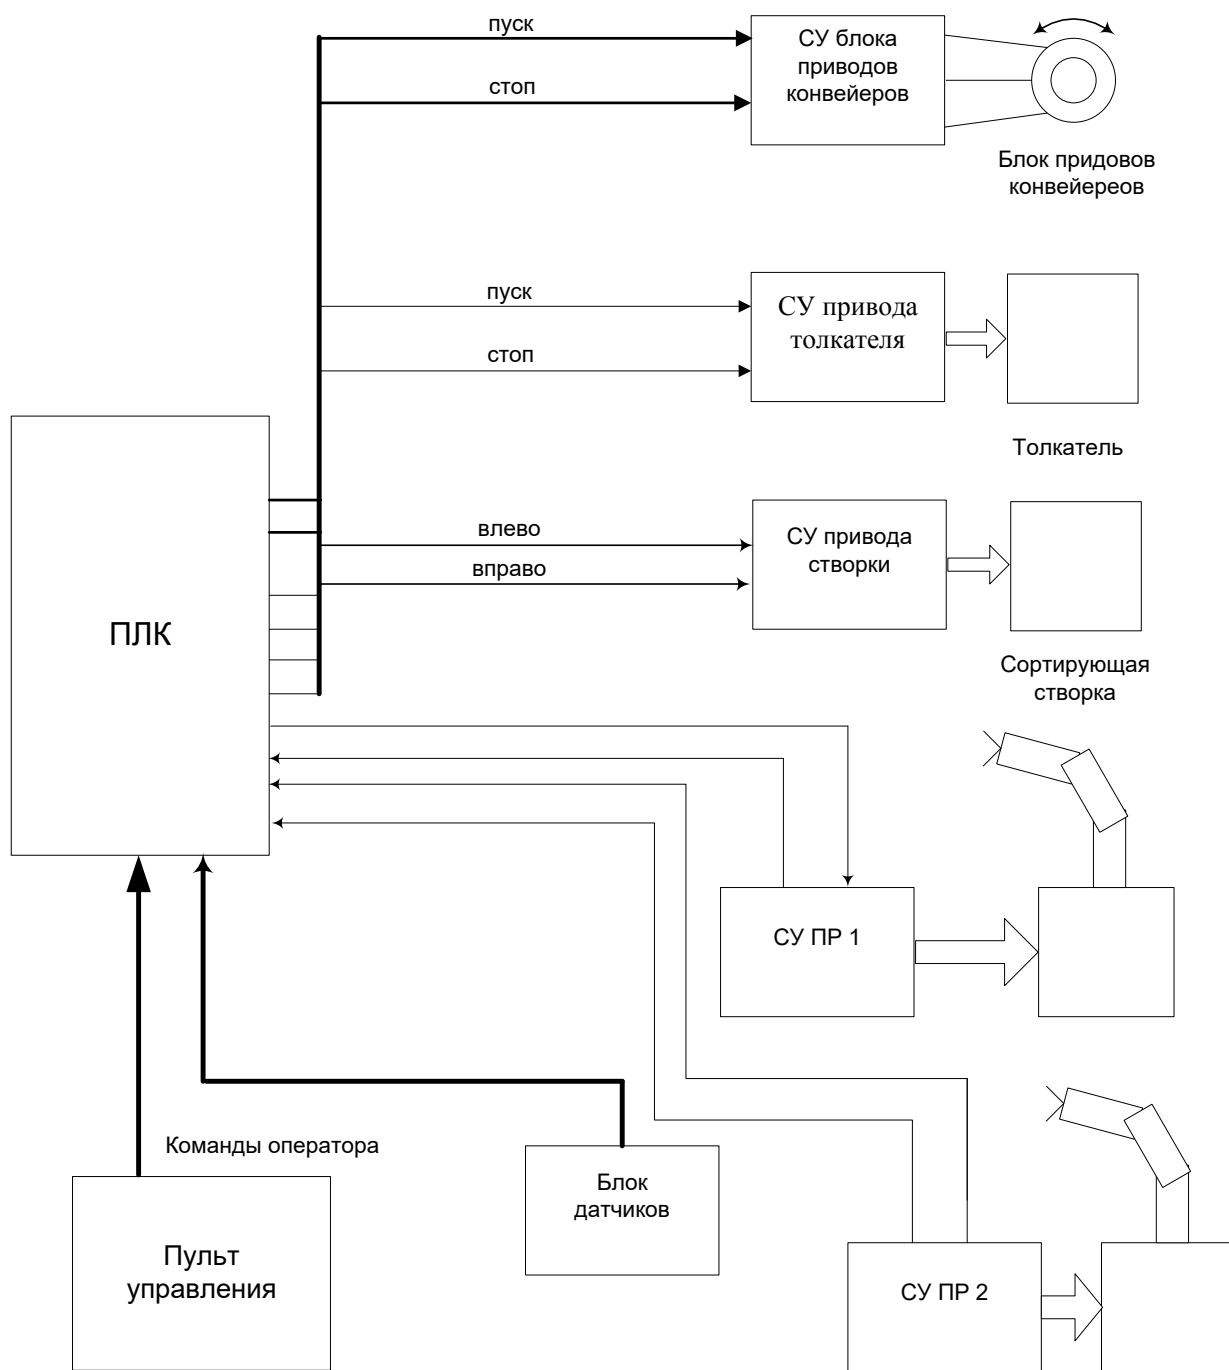 пуск
СУ блока
приводов
конвейеров
стоп
Блок придовов
конвейереов
пуск
СУ привода
толкателя
стоп
Толкатель
влево
СУ привода
створки
вправо
ПЛК
Сортирующая
створка
СУ ПР 1
Команды оператора
Блок
датчиков
Пульт
управления
СУ ПР 2